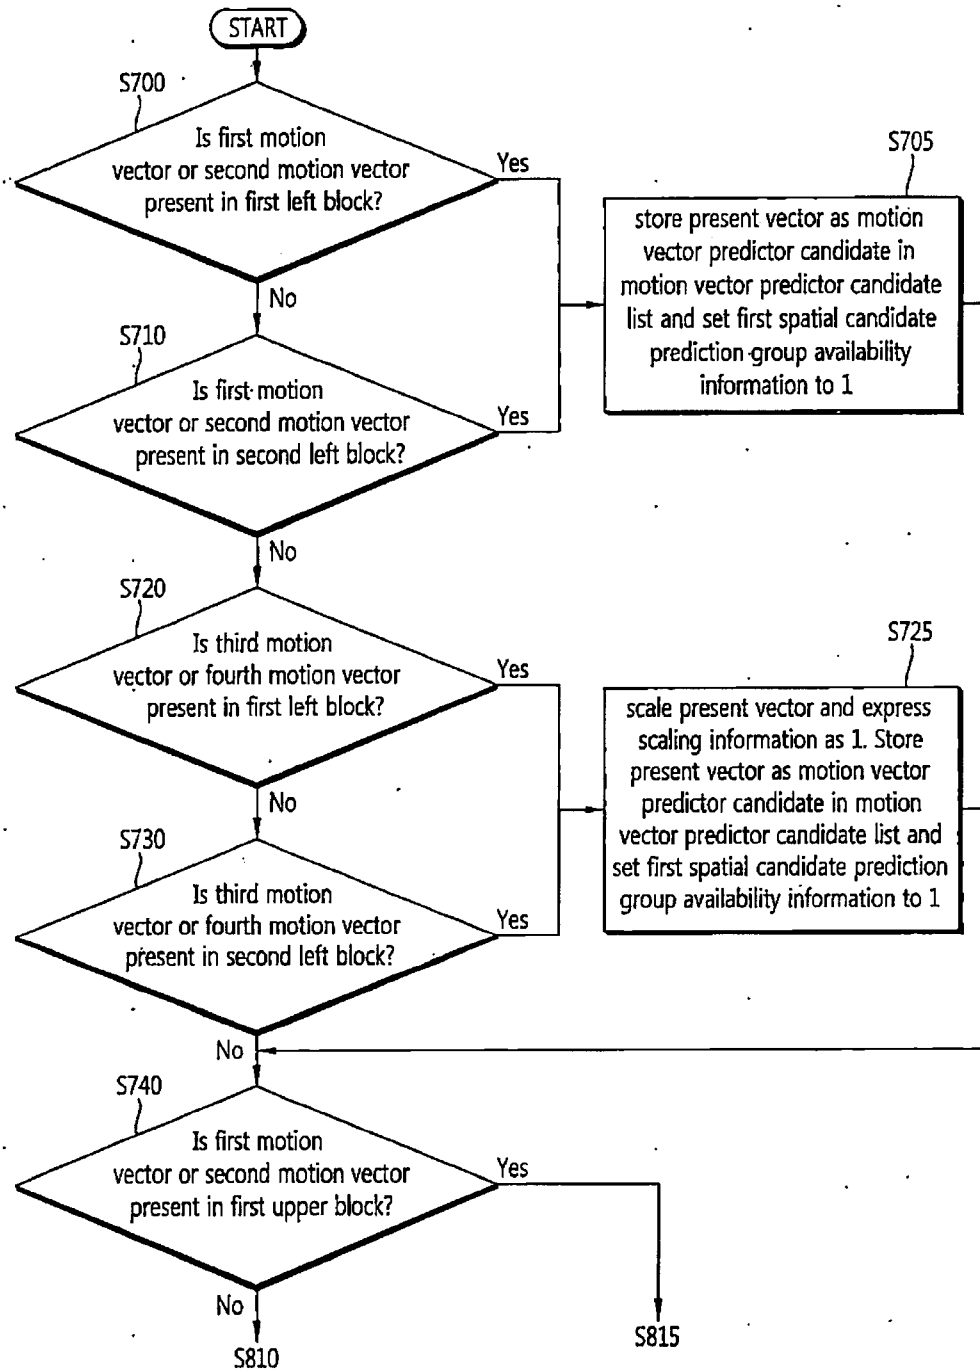 START
S700
Is first motion
vector or second motion vector
present in first left block?
Yes
No
S705
store present vector as motion
vector predictor candidate in
motion vector predictor candidate
list and set first spatial candidate
prediction group availability
information to 1
S710
Is first motion
vector or second motion vector
present in second left block?
Yes
No
S720
Is third motion
vector or fourth motion vector
present in first left block?
Yes
No
S725
scale present vector and express
scaling information as 1. Store
present vector as motion vector
predictor candidate in motion
vector predictor candidate list and
set first spatial candidate prediction
group availability information to 1
S730
Is third motion
vector or fourth motion vector
present in second left block?
Yes
No
S740
Is first motion
vector or second motion vector
present in first upper block?
Yes
No
S810
S815